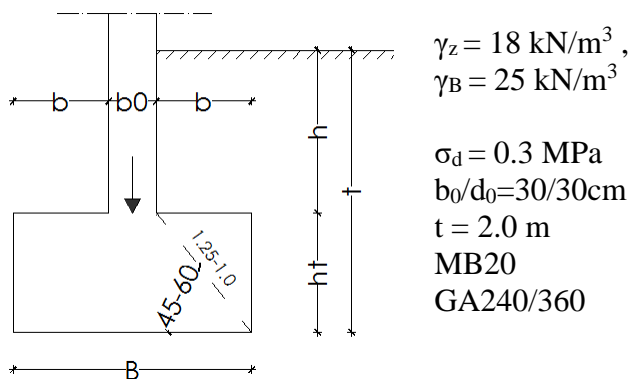 b b0 b
h
t
ht
1.25-1.0
45-60
B
γz = 18 kN/m³ ,
γB = 25 kN/m³
σd = 0.3 MPa
b₀/d₀=30/30cm
t = 2.0 m
MB20
GA240/360